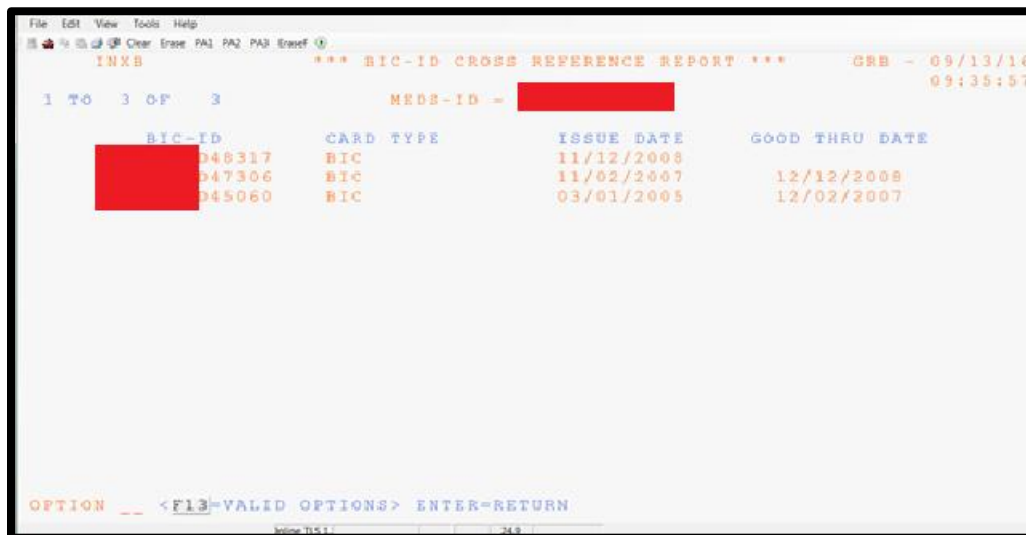 File Edit View Tools Help
Clear Erase PA1 PA2 PA3 EraseF
INXB *** BIC-ID CROSS REFERENCE REPORT *** GRB - 09/13/16
09:35:57
1 TO 3 OF 3 MEDS-ID =
BIC-ID CARD TYPE ISSUE DATE GOOD THRU DATE
D48317 BIC 11/12/2008
D47306 BIC 11/02/2007 12/12/2008
D45060 BIC 03/01/2005 12/02/2007
OPTION __ <F13=VALID OPTIONS> ENTER=RETURN
24,9